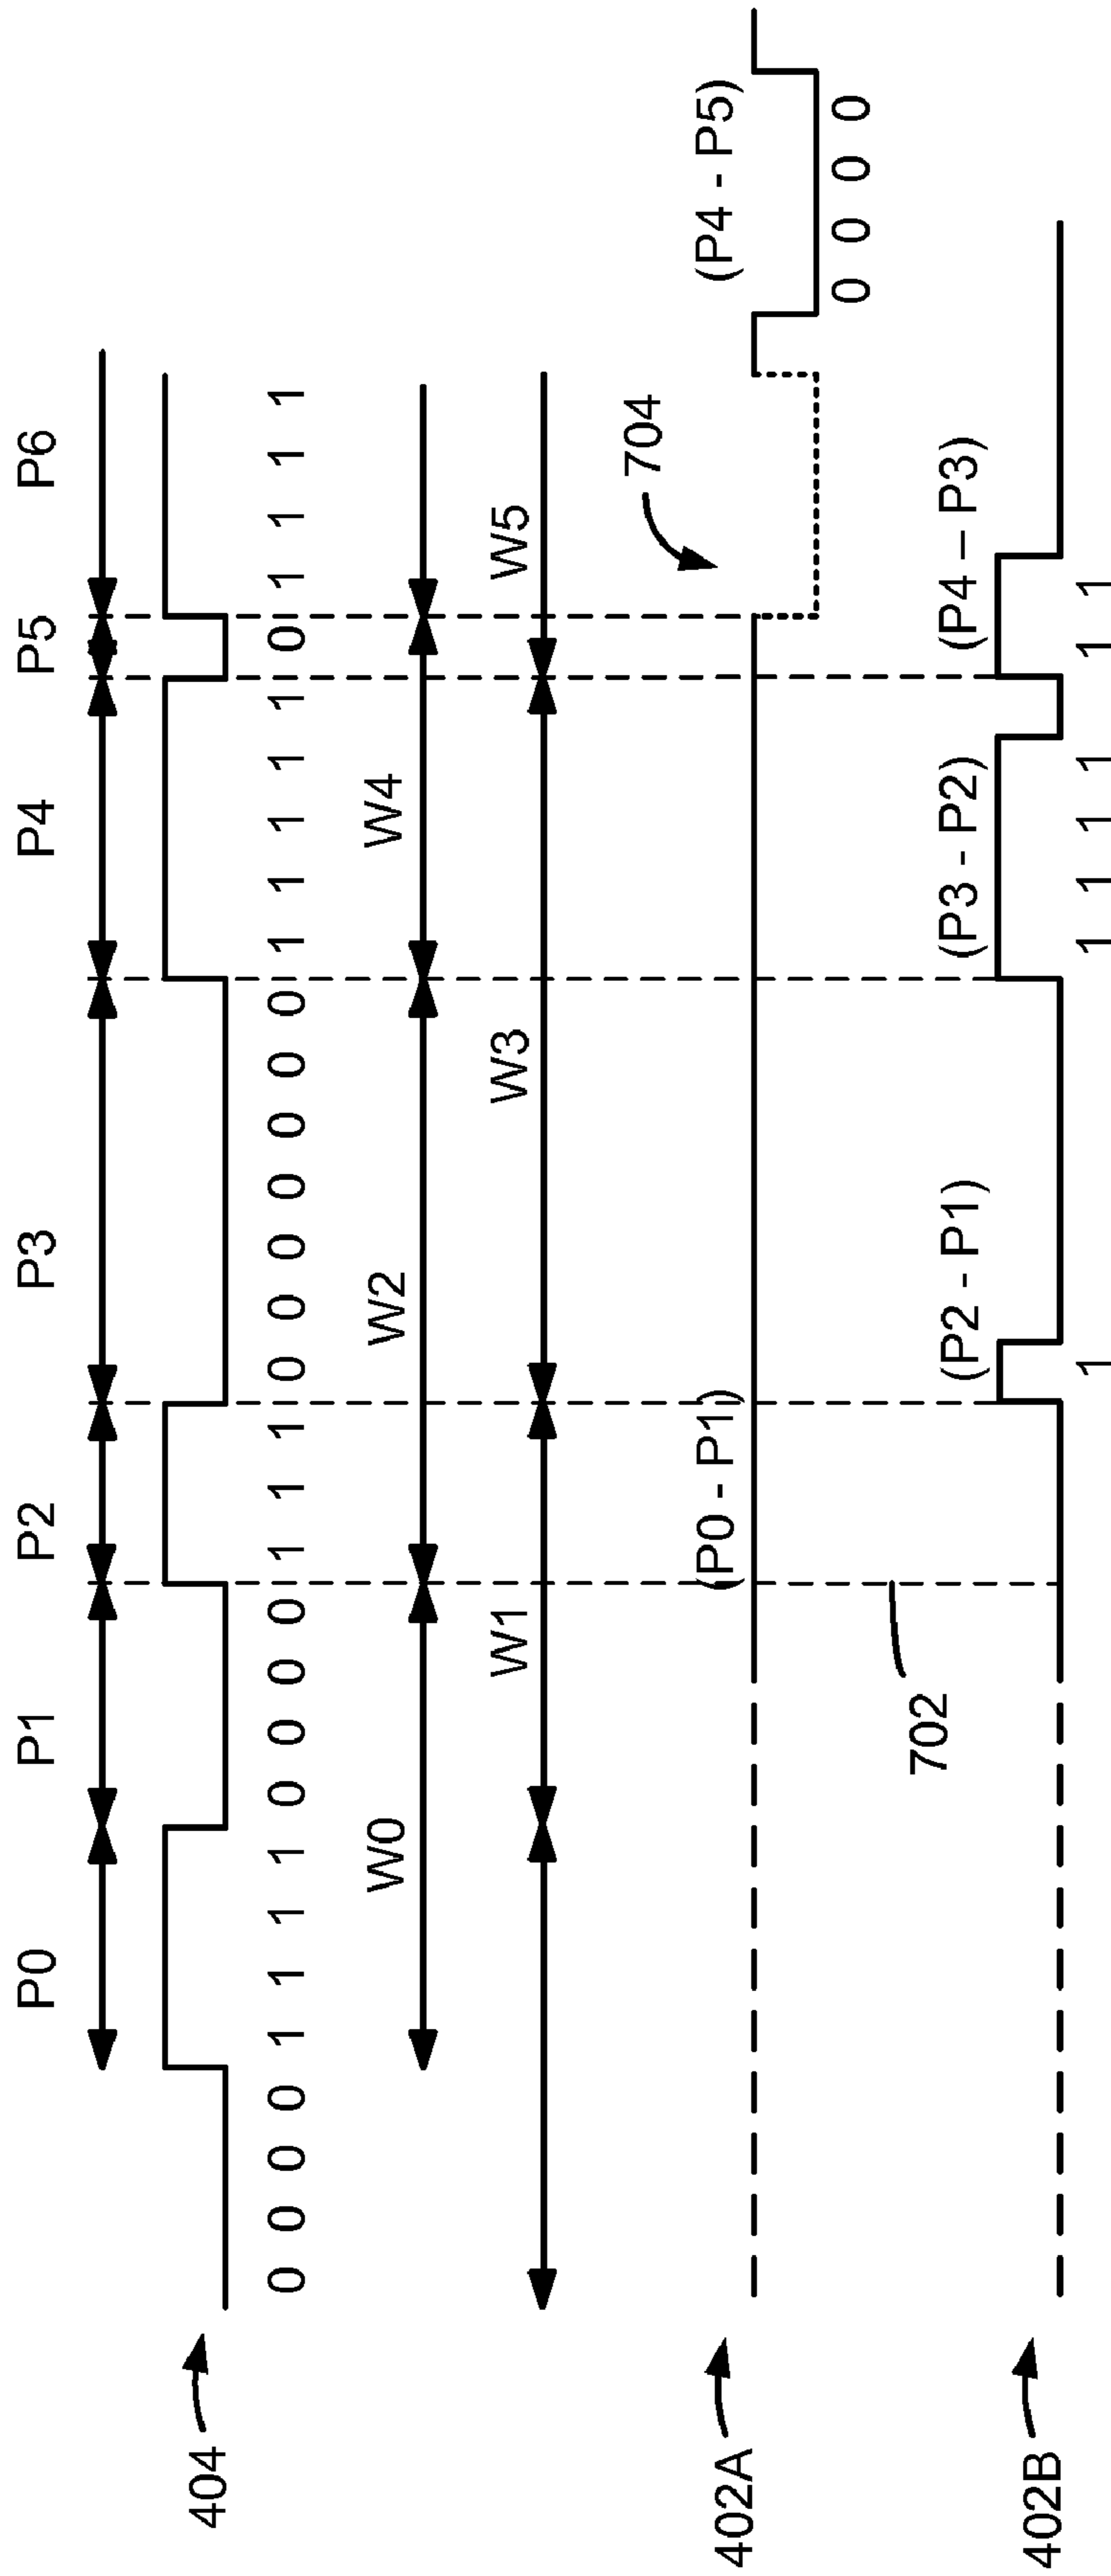 P0 P1 P2 P3 P4 P5 P6
404
0 0 0 0 1 1 1 1 0 0 0 0 1 1 1 0 0 0 0 0 0 0 1 1 1 1 1 0 1 1 1 1
W0 W2 W4
W1 W3 W5
704
(P0 - P1) (P4 - P5)
402A
0 0 0 0
702
(P2 - P1) (P3 - P2) (P4 – P3)
402B
1 1 1 1 1 1 1